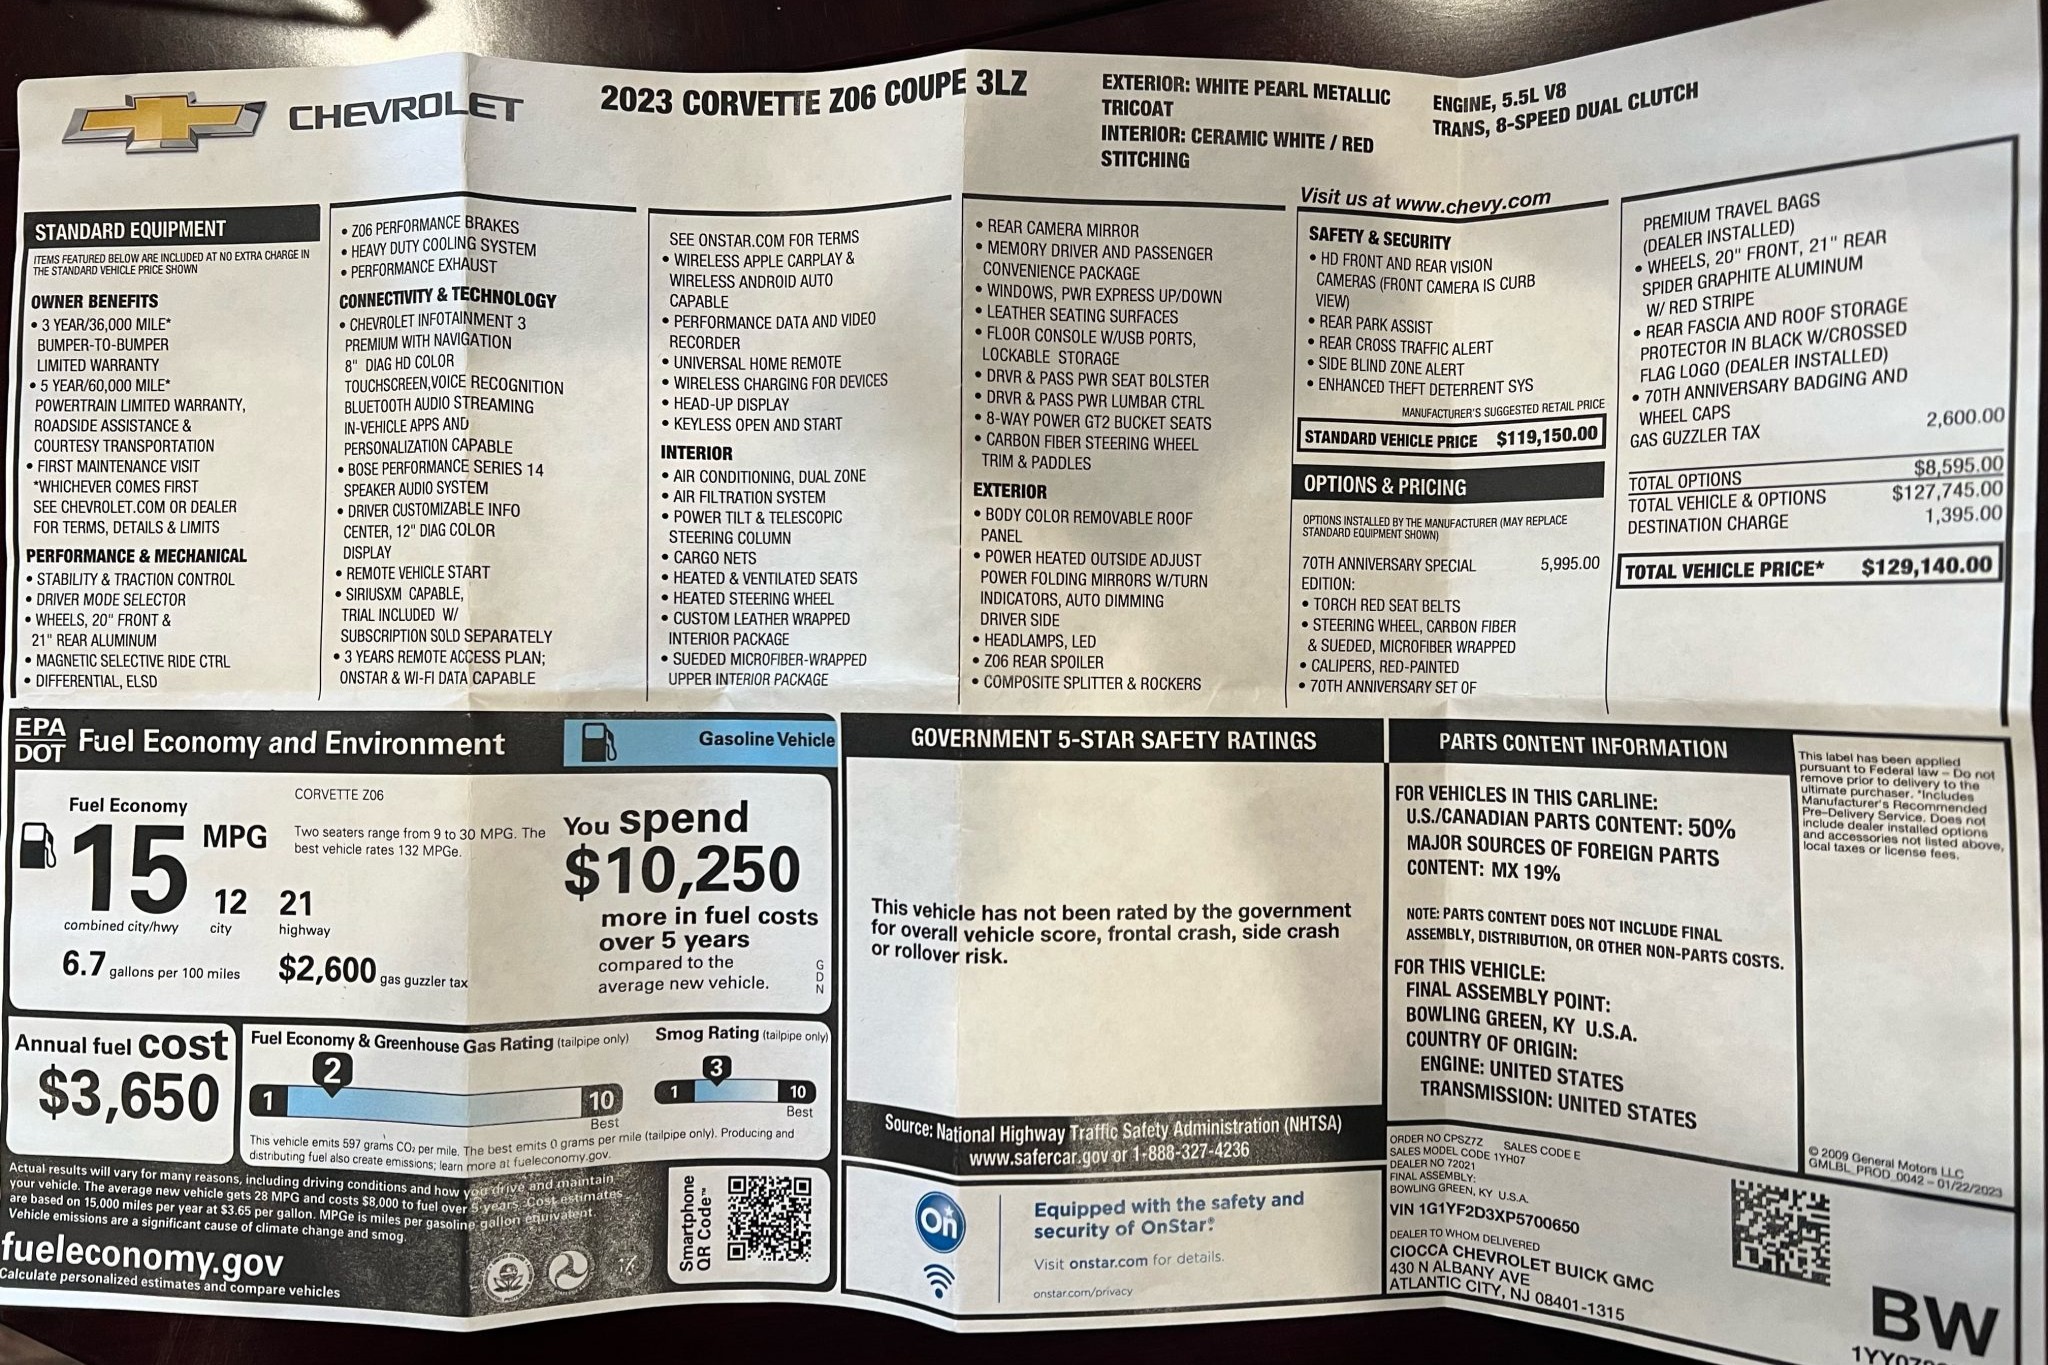 CHEVROLET
2023 CORVETTE Z06 COUPE 3LZ
EXTERIOR: WHITE PEARL METALLIC
TRICOAT
INTERIOR: CERAMIC WHITE / RED
STITCHING
ENGINE, 5.5L V8
TRANS, 8-SPEED DUAL CLUTCH
STANDARD EQUIPMENT
ITEMS FEATURED BELOW ARE INCLUDED AT NO EXTRA CHARGE IN
THE STANDARD VEHICLE PRICE SHOWN
OWNER BENEFITS
• 3 YEAR/36,000 MILE*
BUMPER-TO-BUMPER
LIMITED WARRANTY
• 5 YEAR/60,000 MILE*
POWERTRAIN LIMITED WARRANTY,
ROADSIDE ASSISTANCE &
COURTESY TRANSPORTATION
• FIRST MAINTENANCE VISIT
*WHICHEVER COMES FIRST
SEE CHEVROLET.COM OR DEALER
FOR TERMS, DETAILS & LIMITS
PERFORMANCE & MECHANICAL
• STABILITY & TRACTION CONTROL
• DRIVER MODE SELECTOR
• WHEELS, 20" FRONT &
21" REAR ALUMINUM
• MAGNETIC SELECTIVE RIDE CTRL
• DIFFERENTIAL, ELSD
• Z06 PERFORMANCE BRAKES
• HEAVY DUTY COOLING SYSTEM
• PERFORMANCE EXHAUST
CONNECTIVITY & TECHNOLOGY
• CHEVROLET INFOTAINMENT 3
PREMIUM WITH NAVIGATION
8" DIAG HD COLOR
TOUCHSCREEN,VOICE RECOGNITION
BLUETOOTH AUDIO STREAMING
IN-VEHICLE APPS AND
PERSONALIZATION CAPABLE
• BOSE PERFORMANCE SERIES 14
SPEAKER AUDIO SYSTEM
• DRIVER CUSTOMIZABLE INFO
CENTER, 12" DIAG COLOR
DISPLAY
• REMOTE VEHICLE START
• SIRIUSXM CAPABLE,
TRIAL INCLUDED W/
SUBSCRIPTION SOLD SEPARATELY
• 3 YEARS REMOTE ACCESS PLAN;
ONSTAR & WI-FI DATA CAPABLE
SEE ONSTAR.COM FOR TERMS
• WIRELESS APPLE CARPLAY &
WIRELESS ANDROID AUTO
CAPABLE
• PERFORMANCE DATA AND VIDEO
RECORDER
• UNIVERSAL HOME REMOTE
• WIRELESS CHARGING FOR DEVICES
• HEAD-UP DISPLAY
• KEYLESS OPEN AND START
INTERIOR
• AIR CONDITIONING, DUAL ZONE
• AIR FILTRATION SYSTEM
• POWER TILT & TELESCOPIC
STEERING COLUMN
• CARGO NETS
• HEATED & VENTILATED SEATS
• HEATED STEERING WHEEL
• CUSTOM LEATHER WRAPPED
INTERIOR PACKAGE
• SUEDED MICROFIBER-WRAPPED
UPPER INTERIOR PACKAGE
• REAR CAMERA MIRROR
• MEMORY DRIVER AND PASSENGER
CONVENIENCE PACKAGE
• WINDOWS, PWR EXPRESS UP/DOWN
• LEATHER SEATING SURFACES
• FLOOR CONSOLE W/USB PORTS,
LOCKABLE STORAGE
• DRVR & PASS PWR SEAT BOLSTER
• DRVR & PASS PWR LUMBAR CTRL
• 8-WAY POWER GT2 BUCKET SEATS
• CARBON FIBER STEERING WHEEL
TRIM & PADDLES
EXTERIOR
• BODY COLOR REMOVABLE ROOF
PANEL
• POWER HEATED OUTSIDE ADJUST
POWER FOLDING MIRRORS W/TURN
INDICATORS, AUTO DIMMING
DRIVER SIDE
• HEADLAMPS, LED
• Z06 REAR SPOILER
• COMPOSITE SPLITTER & ROCKERS
Visit us at www.chevy.com
SAFETY & SECURITY
• HD FRONT AND REAR VISION
CAMERAS (FRONT CAMERA IS CURB
VIEW)
• REAR PARK ASSIST
• REAR CROSS TRAFFIC ALERT
• SIDE BLIND ZONE ALERT
• ENHANCED THEFT DETERRENT SYS
MANUFACTURER'S SUGGESTED RETAIL PRICE
STANDARD VEHICLE PRICE $119,150.00
OPTIONS & PRICING
OPTIONS INSTALLED BY THE MANUFACTURER (MAY REPLACE
STANDARD EQUIPMENT SHOWN)
70TH ANNIVERSARY SPECIAL 5,995.00
EDITION:
• TORCH RED SEAT BELTS
• STEERING WHEEL, CARBON FIBER
& SUEDED, MICROFIBER WRAPPED
• CALIPERS, RED-PAINTED
• 70TH ANNIVERSARY SET OF
PREMIUM TRAVEL BAGS
(DEALER INSTALLED)
• WHEELS, 20" FRONT, 21" REAR
SPIDER GRAPHITE ALUMINUM
W/ RED STRIPE
• REAR FASCIA AND ROOF STORAGE
PROTECTOR IN BLACK W/CROSSED
FLAG LOGO (DEALER INSTALLED)
• 70TH ANNIVERSARY BADGING AND
WHEEL CAPS
GAS GUZZLER TAX 2,600.00
TOTAL OPTIONS $8,595.00
TOTAL VEHICLE & OPTIONS $127,745.00
DESTINATION CHARGE 1,395.00
TOTAL VEHICLE PRICE* $129,140.00
EPA
DOT
Fuel Economy and Environment
Gasoline Vehicle
Fuel Economy
CORVETTE Z06
15 MPG
Two seaters range from 9 to 30 MPG. The
best vehicle rates 132 MPGe.
12 21
combined city/hwy city highway
6.7 gallons per 100 miles
$2,600 gas guzzler tax
You spend
$10,250
more in fuel costs
over 5 years
compared to the
average new vehicle.
G
D
N
Annual fuel cost
$3,650
Fuel Economy & Greenhouse Gas Rating (tailpipe only)
2
1 10
Best
Smog Rating (tailpipe only)
3
1 10
Best
This vehicle emits 597 grams CO₂ per mile. The best emits 0 grams per mile (tailpipe only). Producing and
distributing fuel also create emissions; learn more at fueleconomy.gov.
Actual results will vary for many reasons, including driving conditions and how you drive and maintain
your vehicle. The average new vehicle gets 28 MPG and costs $8,000 to fuel over 5 years. Cost estimates
are based on 15,000 miles per year at $3.65 per gallon. MPGe is miles per gasoline gallon equivalent.
Vehicle emissions are a significant cause of climate change and smog.
fueleconomy.gov
Calculate personalized estimates and compare vehicles
Smartphone
QR Code™
GOVERNMENT 5-STAR SAFETY RATINGS
This vehicle has not been rated by the government
for overall vehicle score, frontal crash, side crash
or rollover risk.
Source: National Highway Traffic Safety Administration (NHTSA)
www.safercar.gov or 1-888-327-4236
On
Equipped with the safety and
security of OnStar®.
Visit onstar.com for details.
onstar.com/privacy
PARTS CONTENT INFORMATION
FOR VEHICLES IN THIS CARLINE:
U.S./CANADIAN PARTS CONTENT: 50%
MAJOR SOURCES OF FOREIGN PARTS
CONTENT: MX 19%
NOTE: PARTS CONTENT DOES NOT INCLUDE FINAL
ASSEMBLY, DISTRIBUTION, OR OTHER NON-PARTS COSTS.
FOR THIS VEHICLE:
FINAL ASSEMBLY POINT:
BOWLING GREEN, KY U.S.A.
COUNTRY OF ORIGIN:
ENGINE: UNITED STATES
TRANSMISSION: UNITED STATES
This label has been applied
pursuant to Federal law – Do not
remove prior to delivery to the
ultimate purchaser. *Includes
Manufacturer's Recommended
Pre-Delivery Service. Does not
include dealer installed options
and accessories not listed above,
local taxes or license fees.
© 2009 General Motors LLC
GMLBL_PROD_0042 – 01/22/2023
ORDER NO CPSZ7Z SALES CODE E
SALES MODEL CODE 1YH07
DEALER NO 72021
FINAL ASSEMBLY:
BOWLING GREEN, KY U.S.A.
VIN 1G1YF2D3XP5700650
DEALER TO WHOM DELIVERED
CIOCCA CHEVROLET BUICK GMC
430 N ALBANY AVE
ATLANTIC CITY, NJ 08401-1315
BW